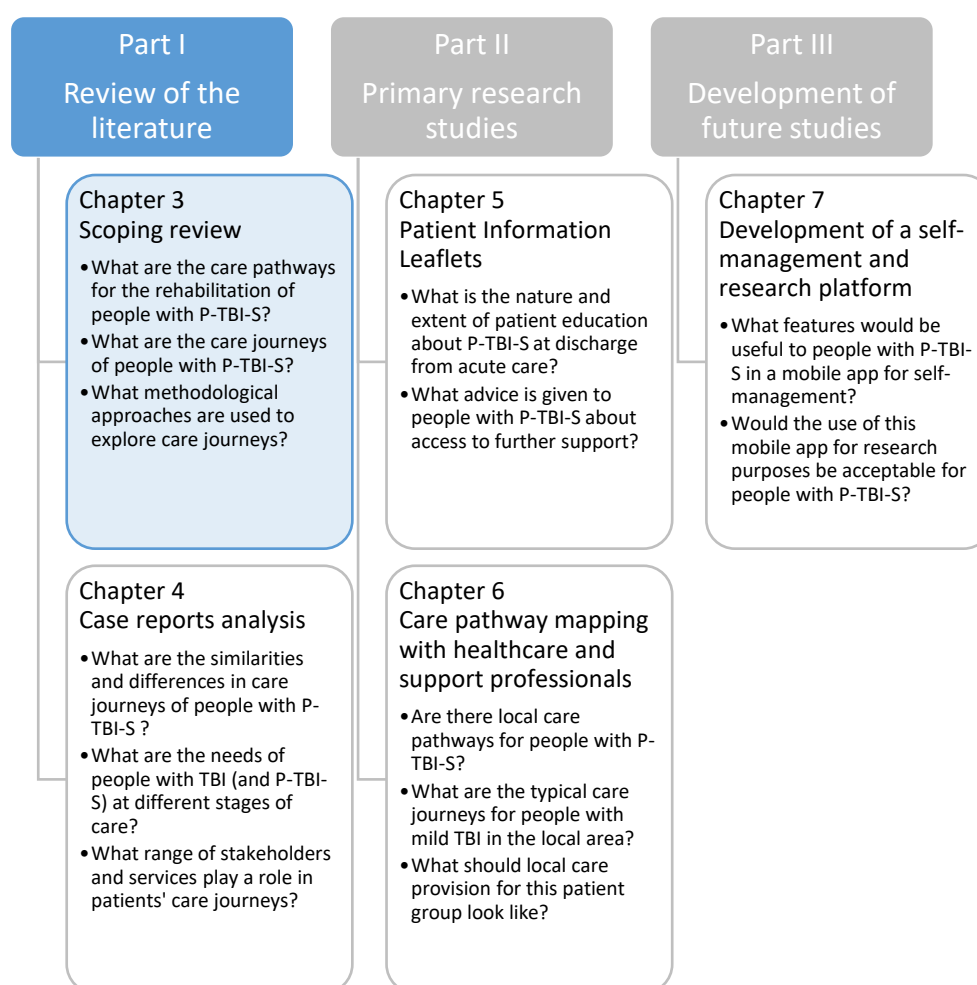 Part I
Review of the
literature
Chapter 3
Scoping review
•What are the care pathways
for the rehabilitation of
people with P-TBI-S?
•What are the care journeys
of people with P-TBI-S?
•What methodological
approaches are used to
explore care journeys?
Chapter 4
Case reports analysis
•What are the similarities
and differences in care
journeys of people with P-
TBI-S ?
•What are the needs of
people with TBI (and P-TBI-
S) at different stages of
care?
•What range of stakeholders
and services play a role in
patients' care journeys?
Part II
Primary research
studies
Chapter 5
Patient Information
Leaflets
•What is the nature and
extent of patient education
about P-TBI-S at discharge
from acute care?
•What advice is given to
people with P-TBI-S about
access to further support?
Chapter 6
Care pathway mapping
with healthcare and
support professionals
•Are there local care
pathways for people with P-
TBI-S?
•What are the typical care
journeys for people with
mild TBI in the local area?
•What should local care
provision for this patient
group look like?
Part III
Development of
future studies
Chapter 7
Development of a self-
management and
research platform
•What features would be
useful to people with P-TBI-
S in a mobile app for self-
management?
•Would the use of this
mobile app for research
purposes be acceptable for
people with P-TBI-S?